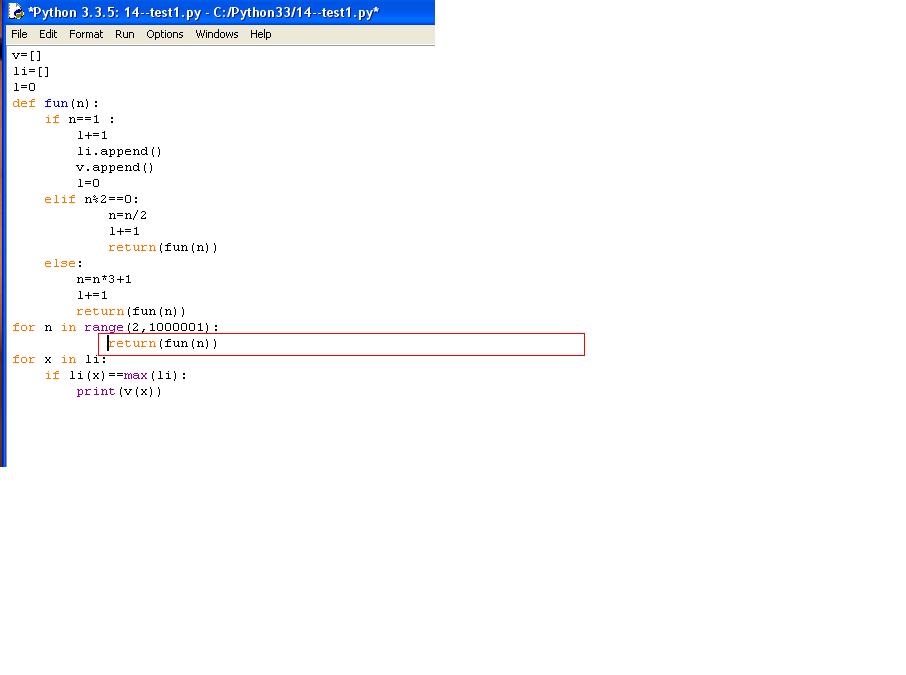 *Python 3.3.5: 14--test1.py - C:/Python33/14--test1.py*
File Edit Format Run Options Windows Help
v=[]
li=[]
l=0
def fun(n):
    if n==1 :
        l+=1
        li.append()
        v.append()
        l=0
    elif n%2==0:
            n=n/2
            l+=1
            return(fun(n))
    else:
        n=n*3+1
        l+=1
        return(fun(n))
for n in range(2,1000001):
            return(fun(n))
for x in li:
    if li(x)==max(li):
        print(v(x))